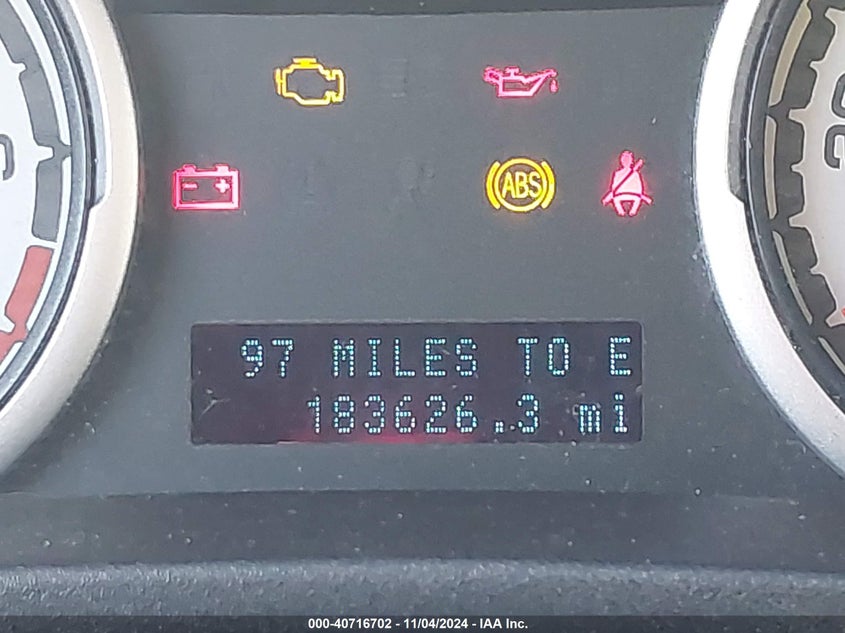 ABS
97 MILES TO E
183626.3 mi
000-40716702 - 11/04/2024 - IAA Inc.